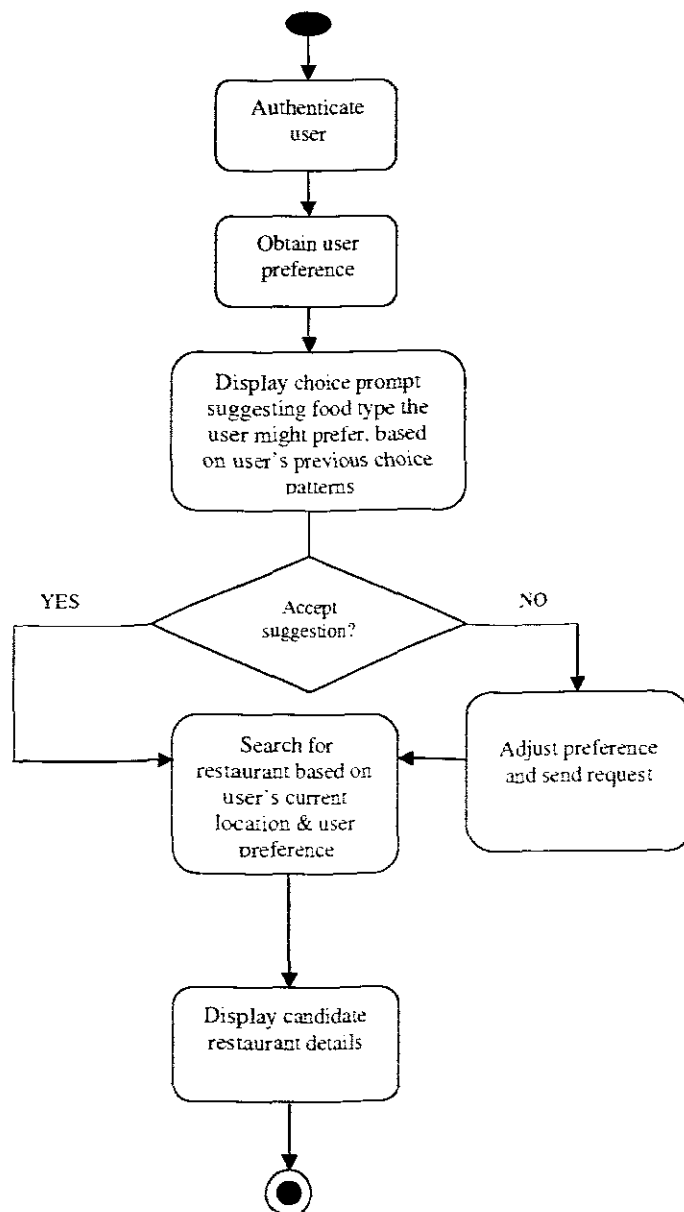 Authenticate
user
Obtain user
preference
Display choice prompt
suggesting food type the
user might prefer, based
on user's previous choice
patterns
YES
Accept
suggestion?
NO
Search for
restaurant based on
user's current
location & user
preference
Adjust preference
and send request
Display candidate
restaurant details